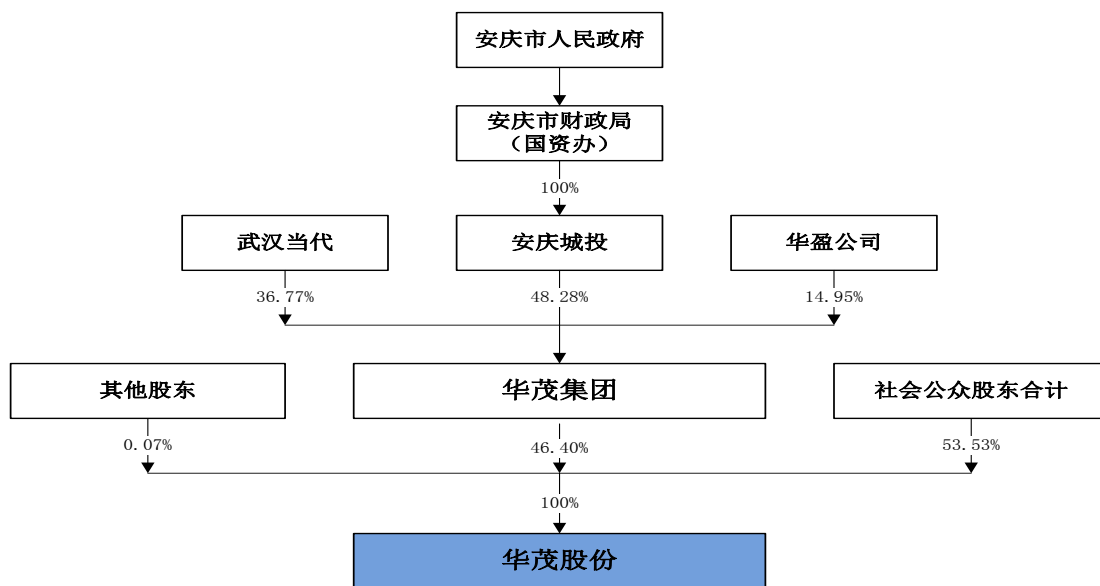 安庆市人民政府
安庆市财政局
（国资办）
100%
武汉当代
安庆城投
华盈公司
36.77%
48.28%
14.95%
其他股东
华茂集团
社会公众股东合计
0.07%
46.40%
53.53%
100%
华茂股份